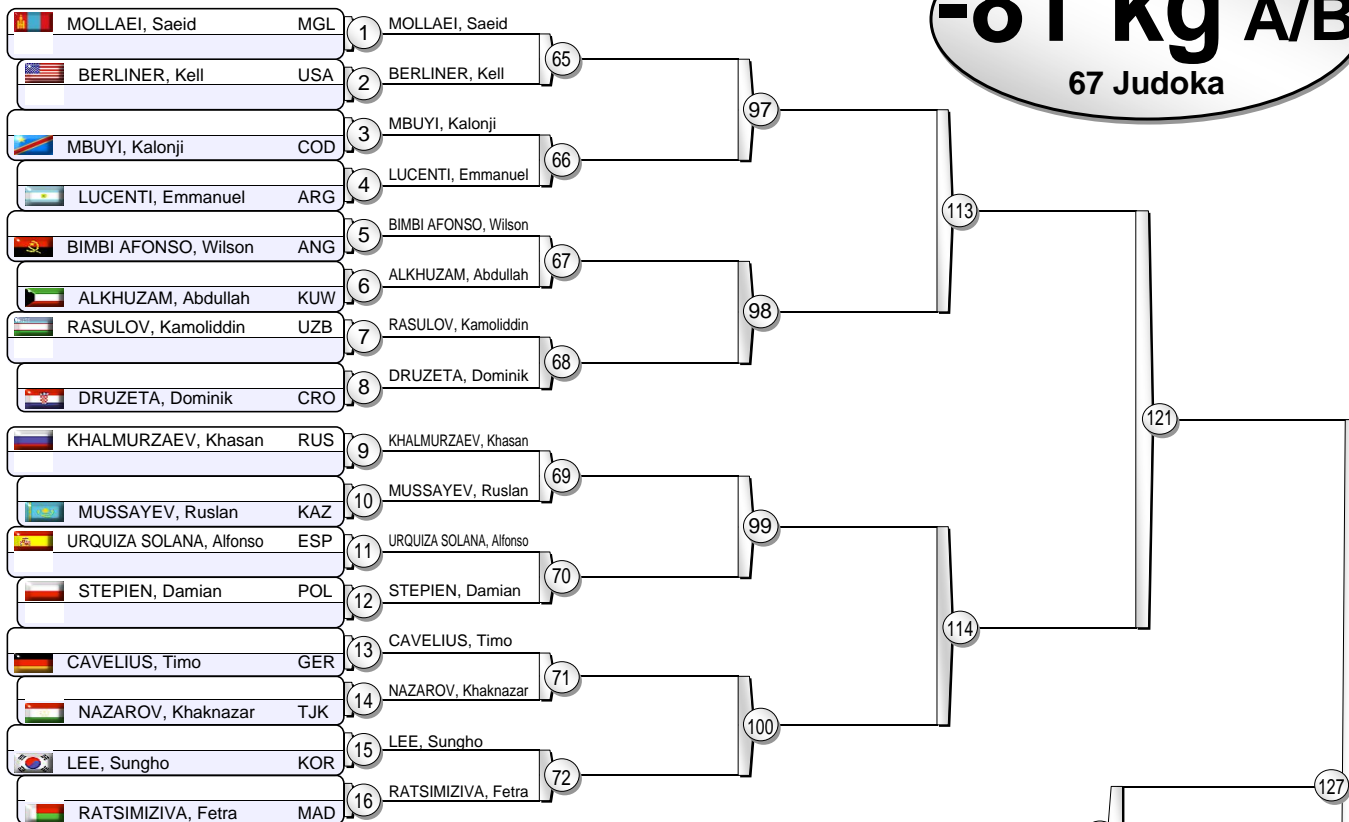 -81 kg A/B
67 Judoka
MOLLAEI, Saeid MGL 1 MOLLAEI, Saeid
65
BERLINER, Kell USA 2 BERLINER, Kell
97
MBUYI, Kalonji COD 3 MBUYI, Kalonji
66
LUCENTI, Emmanuel ARG 4 LUCENTI, Emmanuel
113
BIMBI AFONSO, Wilson ANG 5 BIMBI AFONSO, Wilson
67
ALKHUZAM, Abdullah KUW 6 ALKHUZAM, Abdullah
98
RASULOV, Kamoliddin UZB 7 RASULOV, Kamoliddin
68
DRUZETA, Dominik CRO 8 DRUZETA, Dominik
121
KHALMURZAEV, Khasan RUS 9 KHALMURZAEV, Khasan
69
MUSSAYEV, Ruslan KAZ 10 MUSSAYEV, Ruslan
99
URQUIZA SOLANA, Alfonso ESP 11 URQUIZA SOLANA, Alfonso
70
STEPIEN, Damian POL 12 STEPIEN, Damian
114
CAVELIUS, Timo GER 13 CAVELIUS, Timo
71
NAZAROV, Khaknazar TJK 14 NAZAROV, Khaknazar
100
LEE, Sungho KOR 15 LEE, Sungho
72
127
RATSIMIZIVA, Fetra MAD 16 RATSIMIZIVA, Fetra